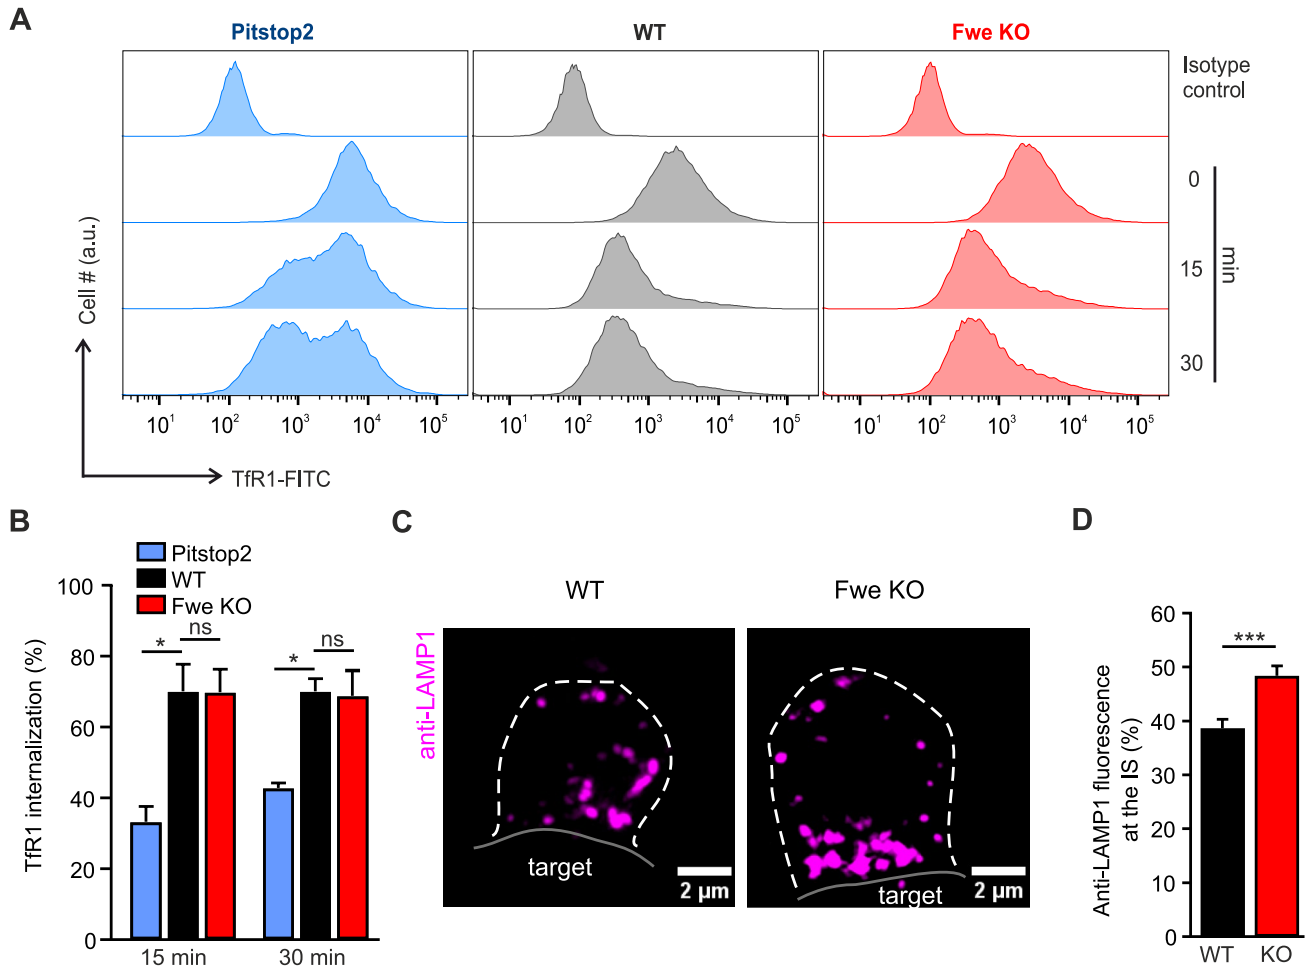 A
Pitstop2
WT
Fwe KO
Isotype
control
0
15
30
min
Cell # (a.u.)
10¹ 10² 10³ 10⁴ 10⁵
10¹ 10² 10³ 10⁴ 10⁵
10¹ 10² 10³ 10⁴ 10⁵
TfR1-FITC
B
Pitstop2
WT
Fwe KO
TfR1 internalization (%)
100
80
60
40
20
0
* ns
* ns
15 min
30 min
C
WT
Fwe KO
anti-LAMP1
target
2 µm
target
2 µm
D
Anti-LAMP1 fluorescence
at the IS (%)
60
50
40
30
20
10
0
***
WT
KO